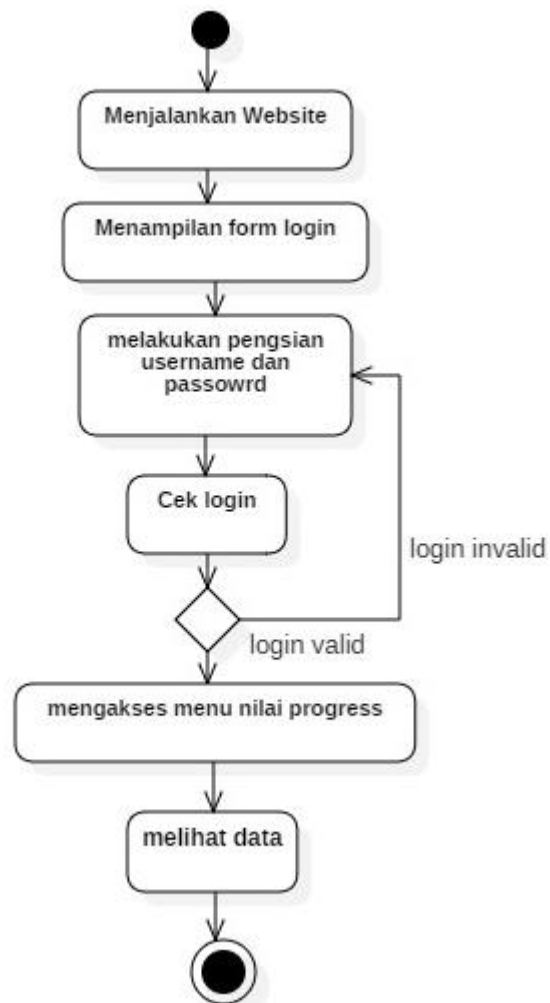 Menjalankan Website
Menampilan form login
melakukan pengsian
username dan
passowrd
Cek login
login invalid
login valid
mengakses menu nilai progress
melihat data